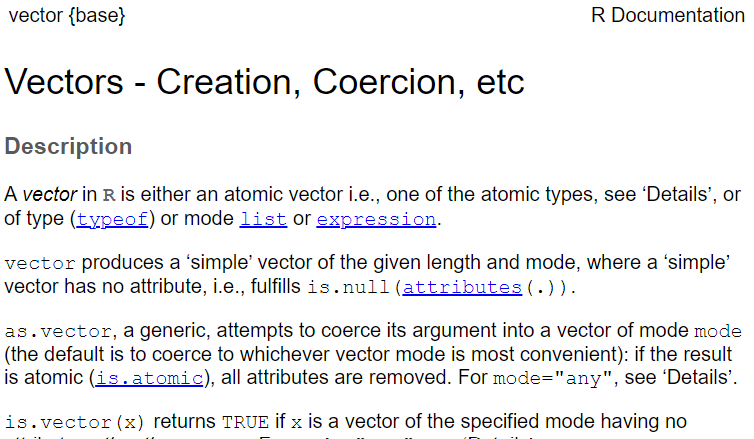 vector {base} R Documentation
Vectors - Creation, Coercion, etc
Description
A vector in R is either an atomic vector i.e., one of the atomic types, see ‘Details’, or
of type (typeof) or mode list or expression.
vector produces a ‘simple’ vector of the given length and mode, where a ‘simple’
vector has no attribute, i.e., fulfills is.null(attributes(.)).
as.vector, a generic, attempts to coerce its argument into a vector of mode mode
(the default is to coerce to whichever vector mode is most convenient): if the result
is atomic (is.atomic), all attributes are removed. For mode="any", see ‘Details’.
is.vector(x) returns TRUE if x is a vector of the specified mode having no